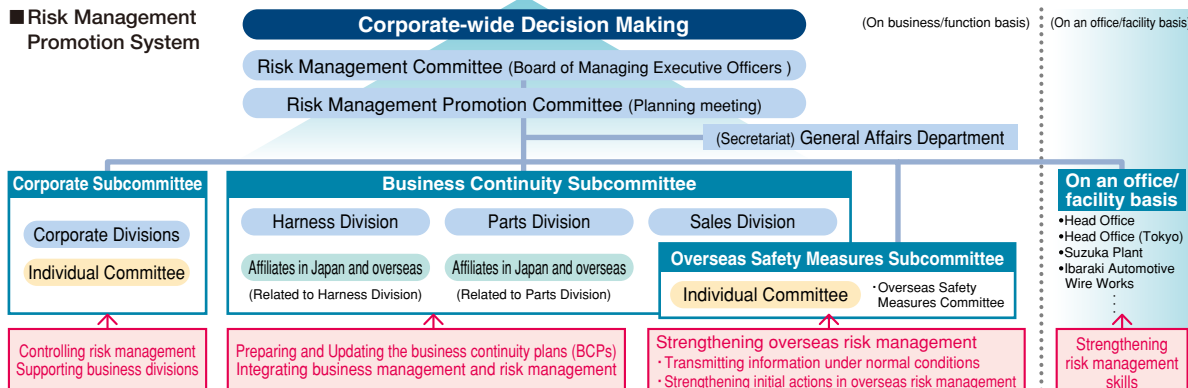 ■Risk Management
Promotion System
Corporate-wide Decision Making
(On business/function basis)
(On an office/facility basis)
Risk Management Committee (Board of Managing Executive Officers )
Risk Management Promotion Committee (Planning meeting)
(Secretariat) General Affairs Department
Corporate Subcommittee
Corporate Divisions
Individual Committee
Business Continuity Subcommittee
Harness Division
Parts Division
Sales Division
Affiliates in Japan and overseas
(Related to Harness Division)
Affiliates in Japan and overseas
(Related to Parts Division)
Overseas Safety Measures Subcommittee
Individual Committee
・Overseas Safety
Measures Committee
On an office/
facility basis
•Head Office
•Head Office (Tokyo)
•Suzuka Plant
•Ibaraki Automotive
Wire Works
⋮
Controlling risk management
Supporting business divisions
Preparing and Updating the business continuity plans (BCPs)
Integrating business management and risk management
Strengthening overseas risk management
・Transmitting information under normal conditions
・Strengthening initial actions in overseas risk management
Strengthening
risk management
skills